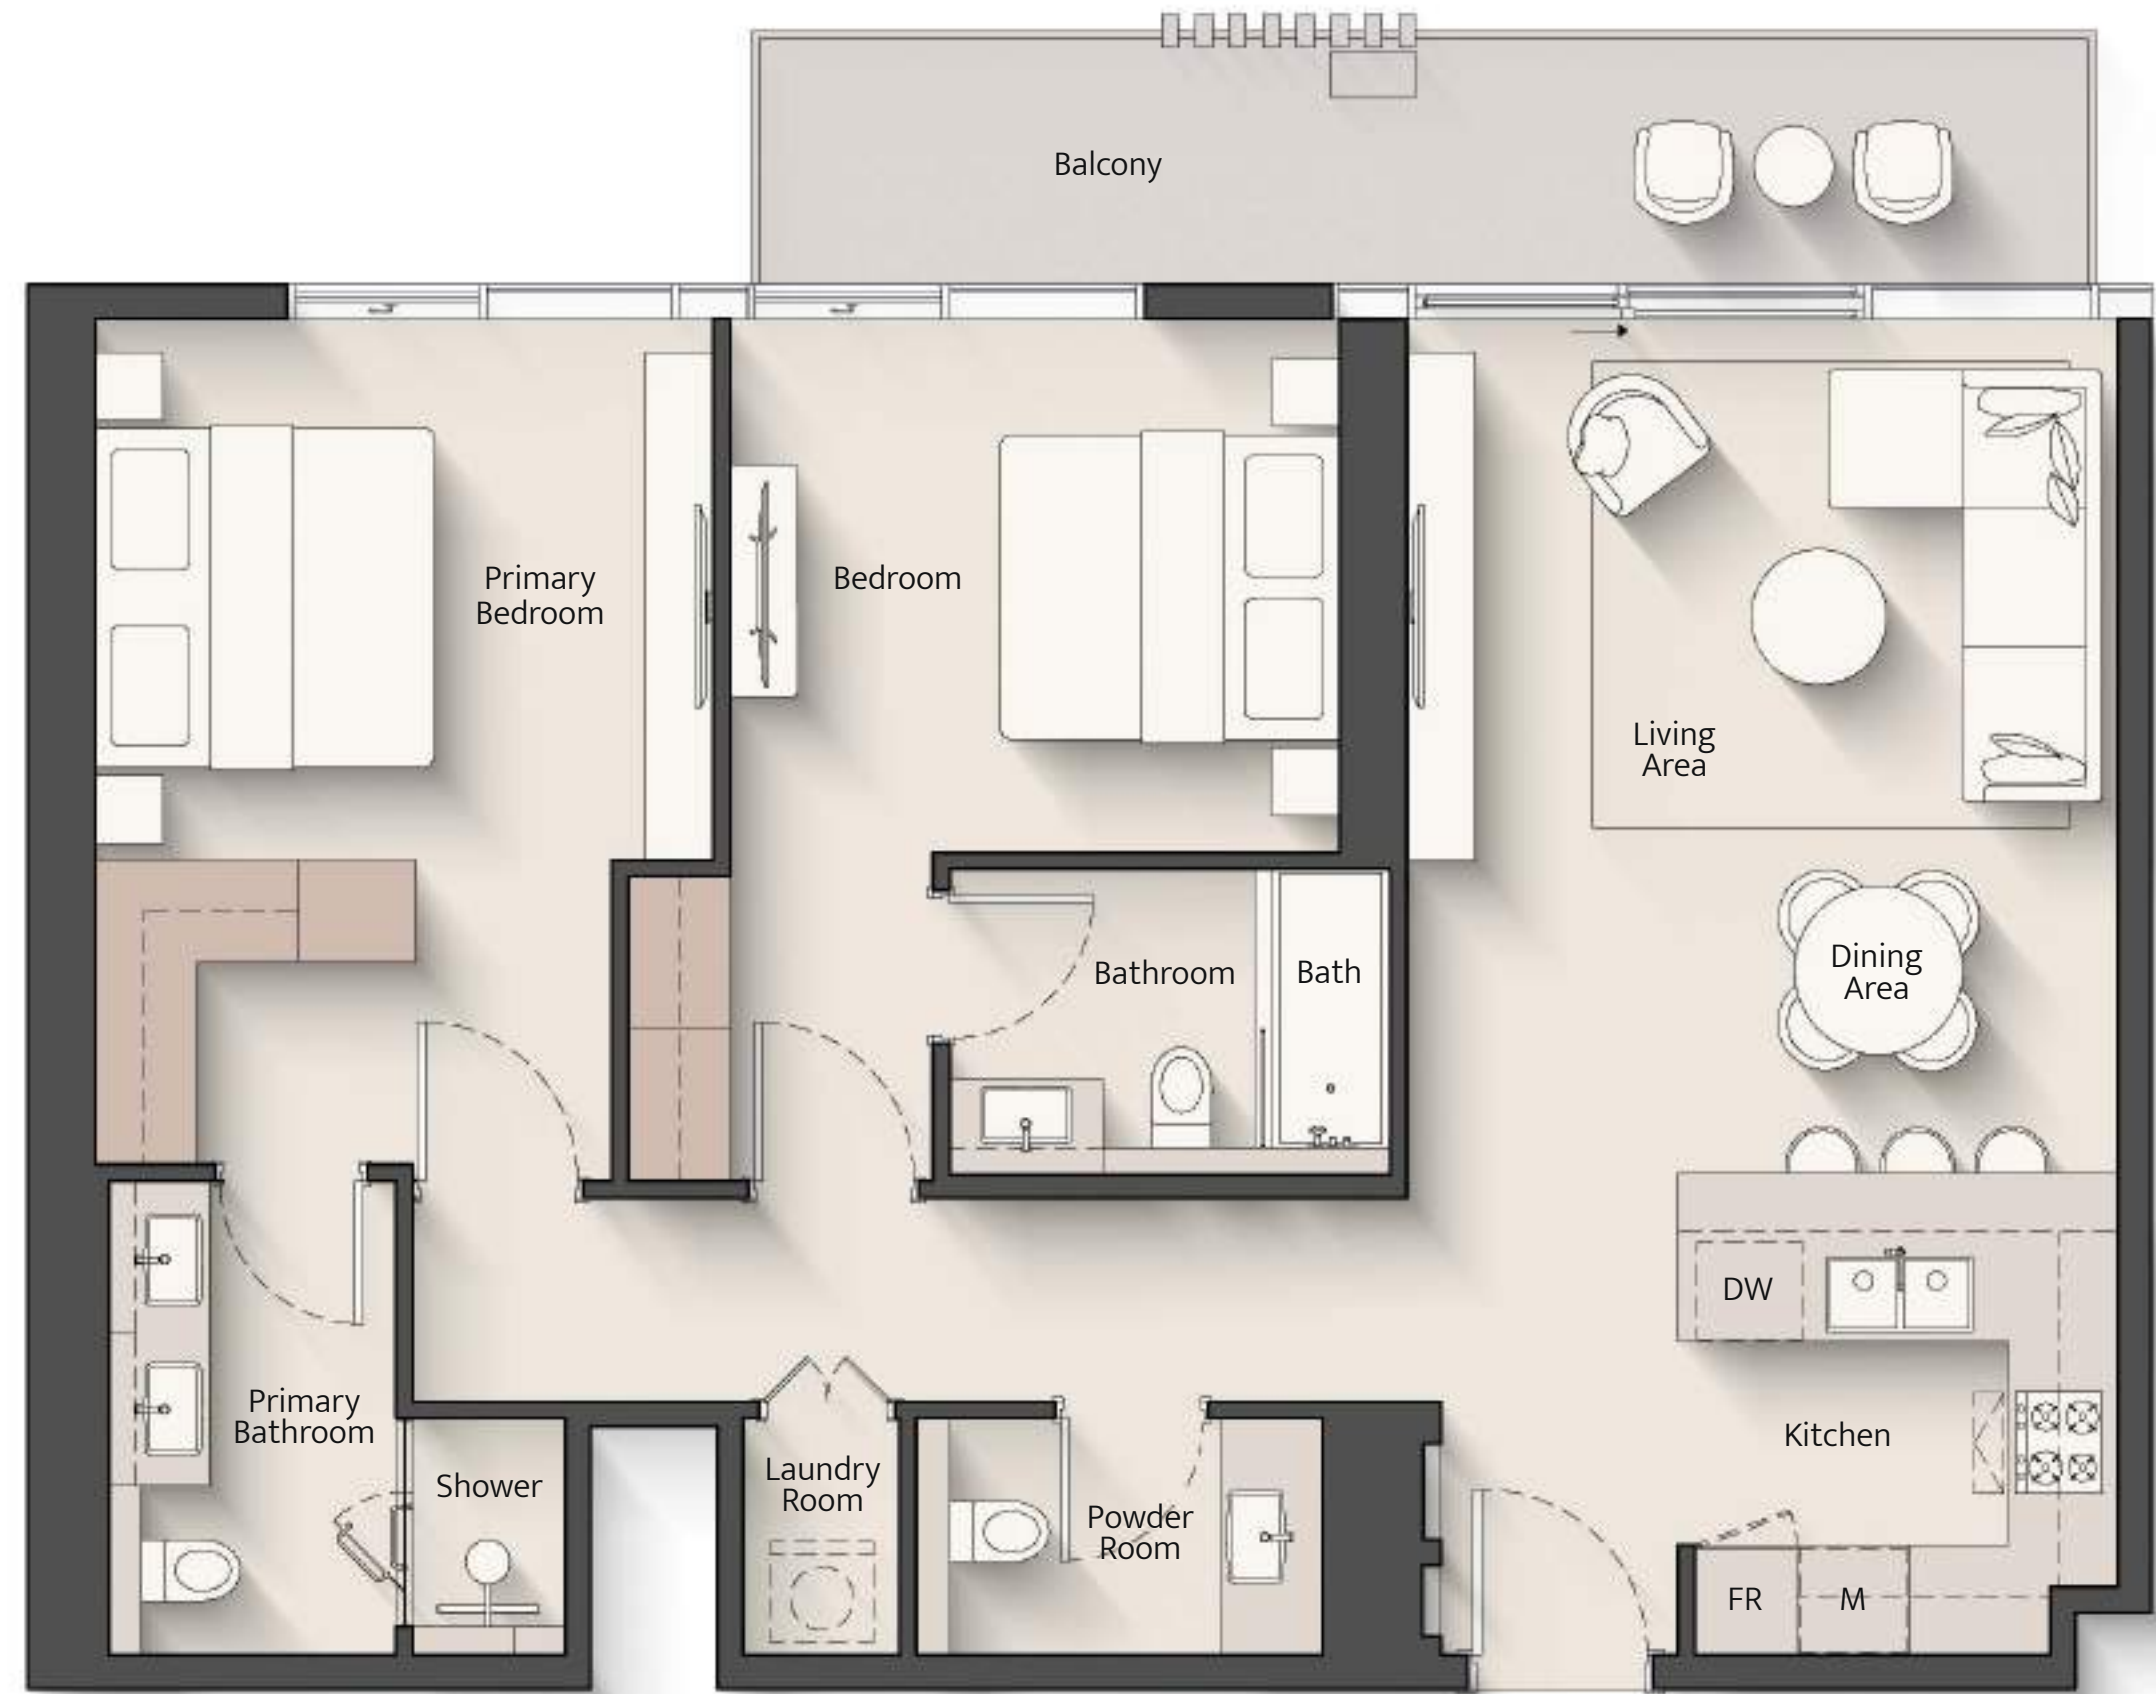 Balcony
Primary
Bedroom
Bedroom
Living
Area
Dining
Area
Bathroom
Bath
DW
Kitchen
Primary
Bathroom
Shower
Laundry
Room
Powder
Room
FR
M